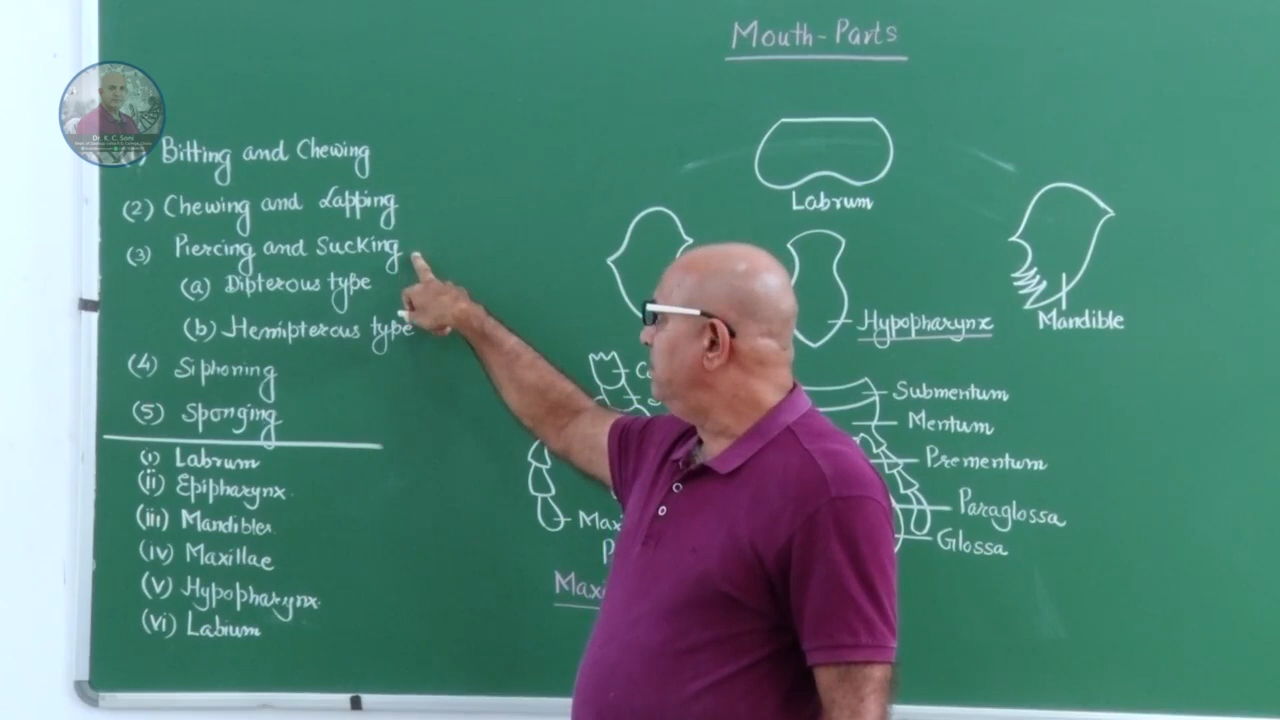 Mouth-Parts
Dr. K. C. Soni
Bitting and Chewing
(2) Chewing and Lapping
(3) Piercing and Sucking
(a) Dipterous type
(b) Hemipterous type
(4) Siphoning
(5) Sponging
(i) Labrum
(ii) Epipharynx.
(iii) Mandibles
(iv) Maxillae
(v) Hypopharynx.
(vi) Labium
Labrum
Mandible
Hypopharynx
Submentum
Mentum
Prementum
Paraglossa
Glossa